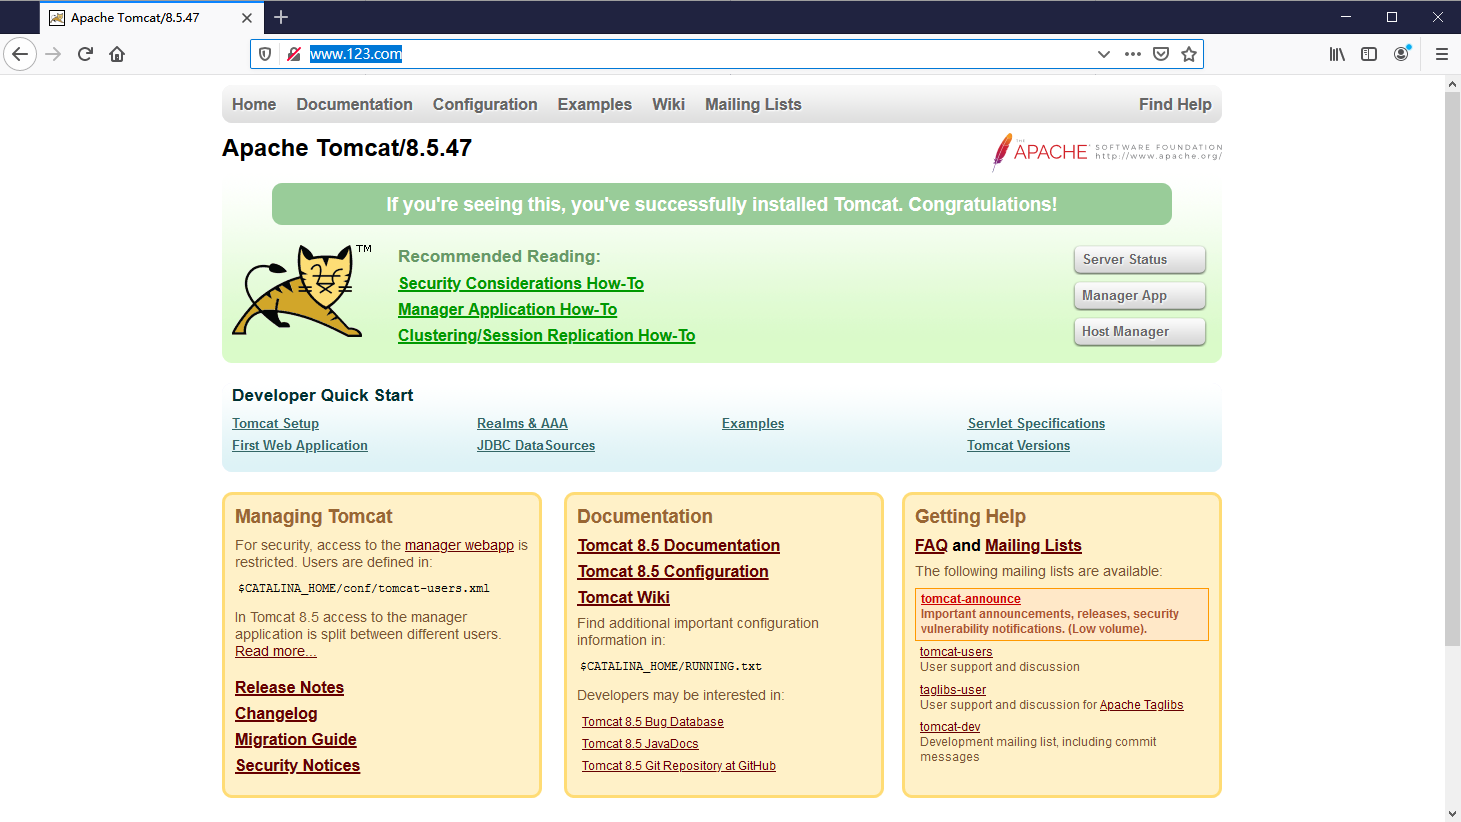 Apache Tomcat/8.5.47
www.123.com
Home Documentation Configuration Examples Wiki Mailing Lists Find Help
Apache Tomcat/8.5.47
THE APACHE SOFTWARE FOUNDATION
http://www.apache.org/
If you're seeing this, you've successfully installed Tomcat. Congratulations!
TM
Recommended Reading:
Security Considerations How-To
Manager Application How-To
Clustering/Session Replication How-To
Server Status
Manager App
Host Manager
Developer Quick Start
Tomcat Setup
First Web Application
Realms & AAA
JDBC DataSources
Examples
Servlet Specifications
Tomcat Versions
Managing Tomcat
For security, access to the manager webapp is
restricted. Users are defined in:
$CATALINA_HOME/conf/tomcat-users.xml
In Tomcat 8.5 access to the manager
application is split between different users.
Read more...
Release Notes
Changelog
Migration Guide
Security Notices
Documentation
Tomcat 8.5 Documentation
Tomcat 8.5 Configuration
Tomcat Wiki
Find additional important configuration
information in:
$CATALINA_HOME/RUNNING.txt
Developers may be interested in:
Tomcat 8.5 Bug Database
Tomcat 8.5 JavaDocs
Tomcat 8.5 Git Repository at GitHub
Getting Help
FAQ and Mailing Lists
The following mailing lists are available:
tomcat-announce
Important announcements, releases, security
vulnerability notifications. (Low volume).
tomcat-users
User support and discussion
taglibs-user
User support and discussion for Apache Taglibs
tomcat-dev
Development mailing list, including commit
messages